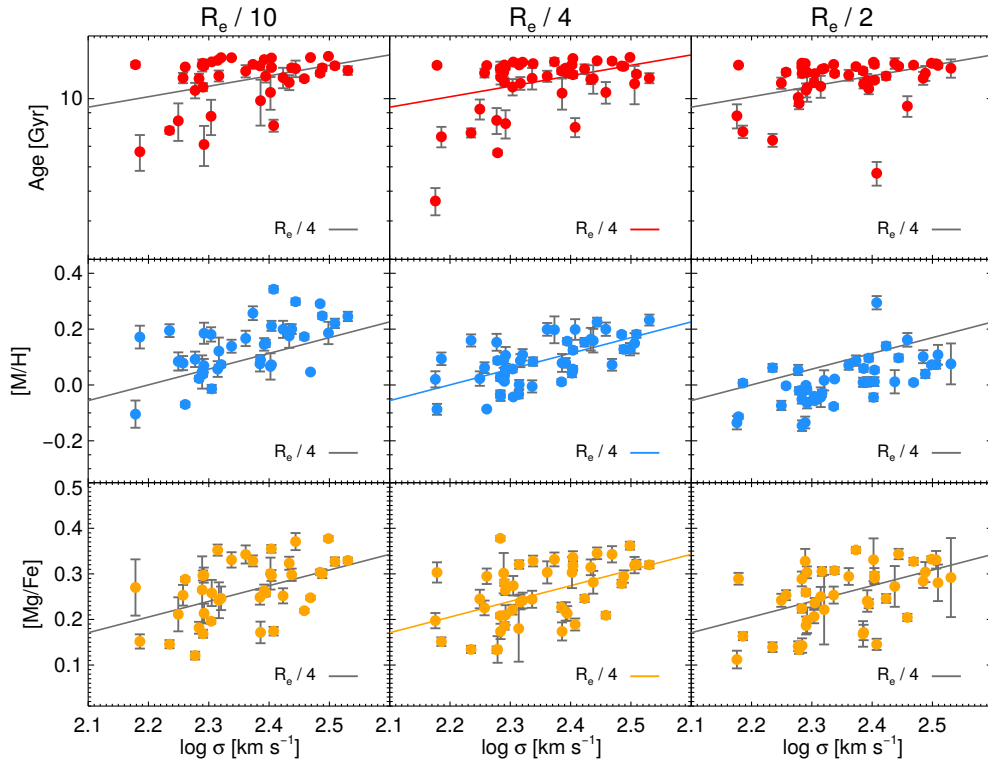 R_e / 10 R_e / 4 R_e / 2
Age [Gyr]
10
R_e / 4 R_e / 4 R_e / 4
[M/H]
0.4
0.2
0.0
−0.2
R_e / 4 R_e / 4 R_e / 4
[Mg/Fe]
0.5
0.4
0.3
0.2
0.1
R_e / 4 R_e / 4 R_e / 4
2.1 2.2 2.3 2.4 2.5 2.1 2.2 2.3 2.4 2.5 2.1 2.2 2.3 2.4 2.5
log σ [km s⁻¹] log σ [km s⁻¹] log σ [km s⁻¹]